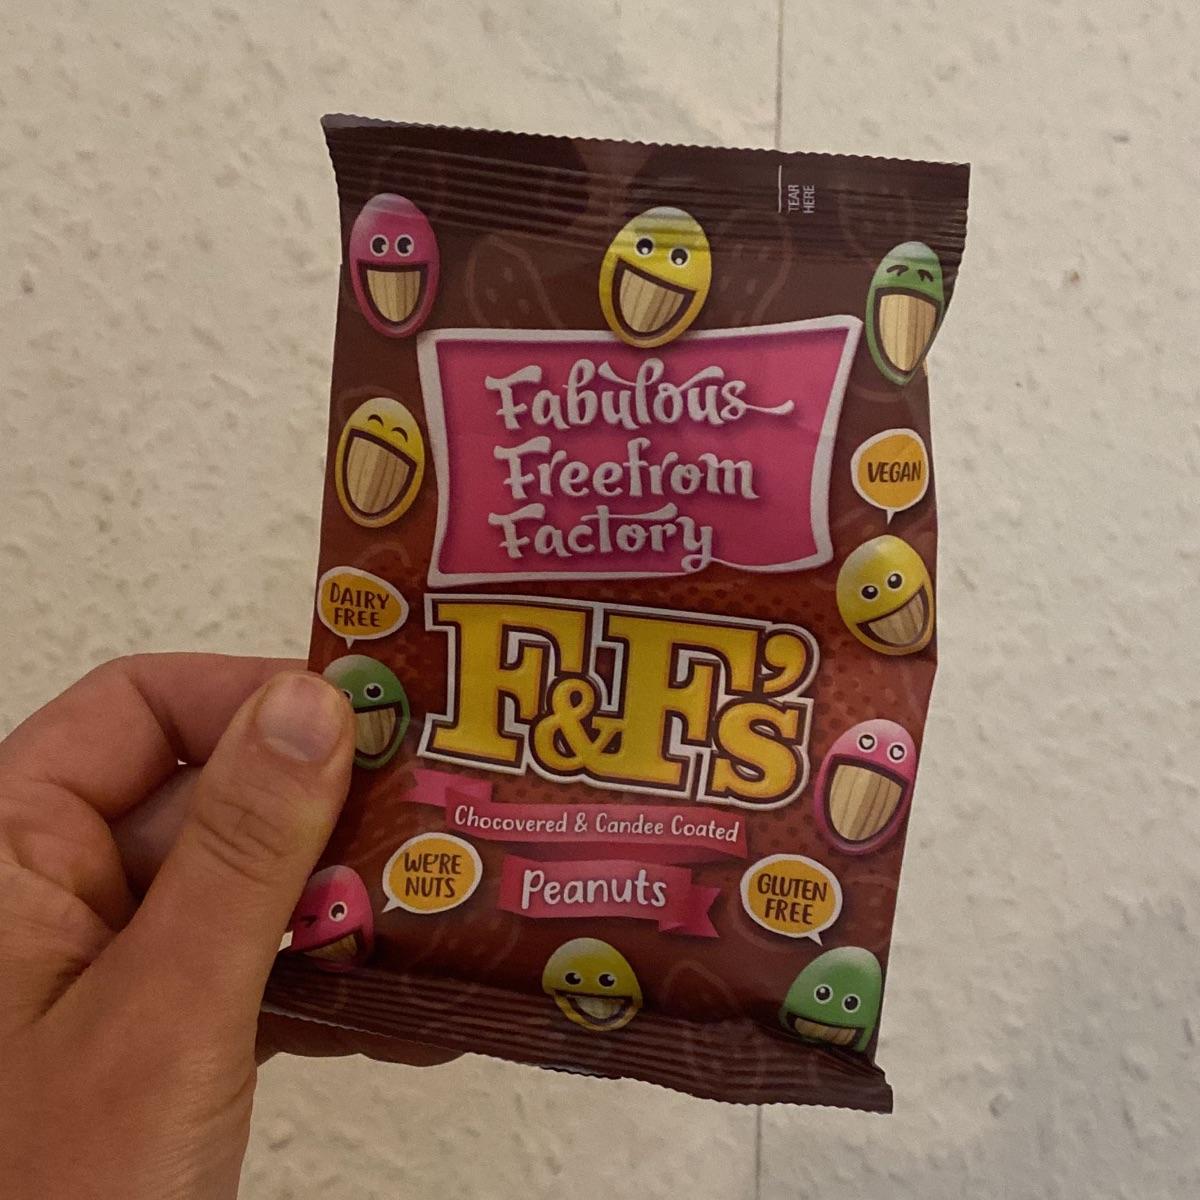 TEAR
HERE
Fabulous
Freefrom
Factory
VEGAN
DAIRY
FREE
F&F's
Chocovered & Candee Coated
WE'RE
NUTS
Peanuts
GLUTEN
FREE